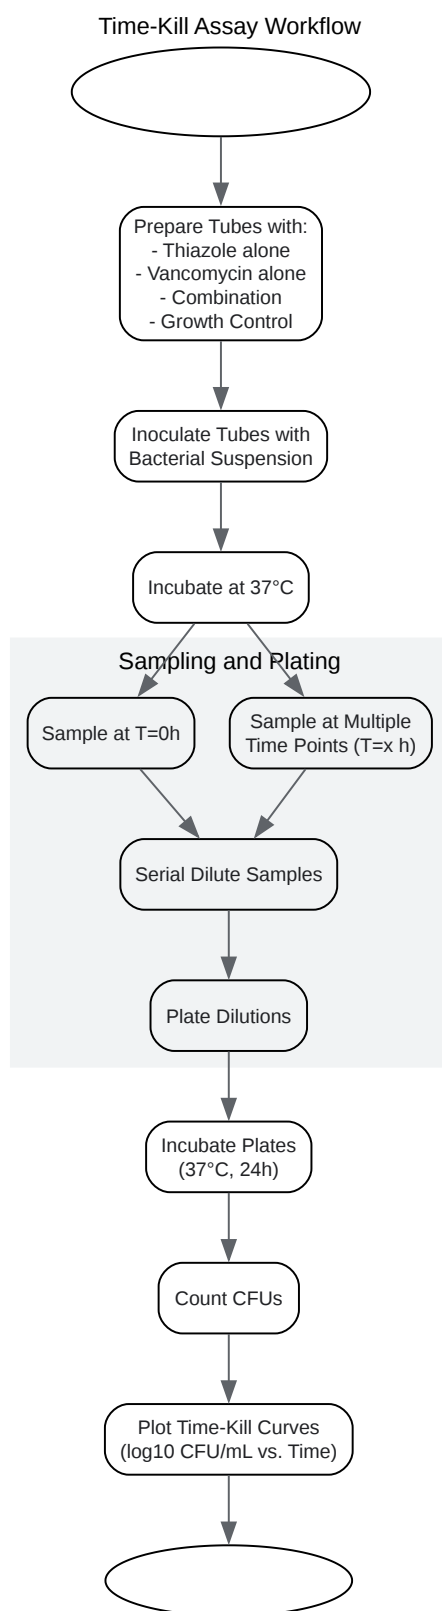 Time-Kill Assay Workflow
Prepare Tubes with:
- Thiazole alone
- Vancomycin alone
- Combination
- Growth Control
Inoculate Tubes with
Bacterial Suspension
Incubate at 37°C
Sampling and Plating
Sample at T=0h
Sample at Multiple
Time Points (T=x h)
Serial Dilute Samples
Plate Dilutions
Incubate Plates
(37°C, 24h)
Count CFUs
Plot Time-Kill Curves
(log10 CFU/mL vs. Time)